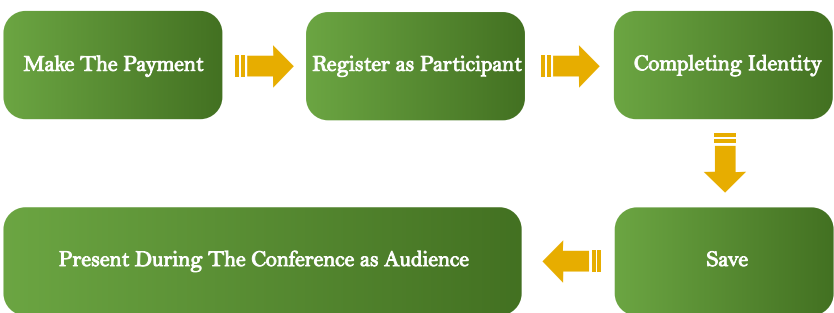 Make The Payment
Register as Participant
Completing Identity
Save
Present During The Conference as Audience